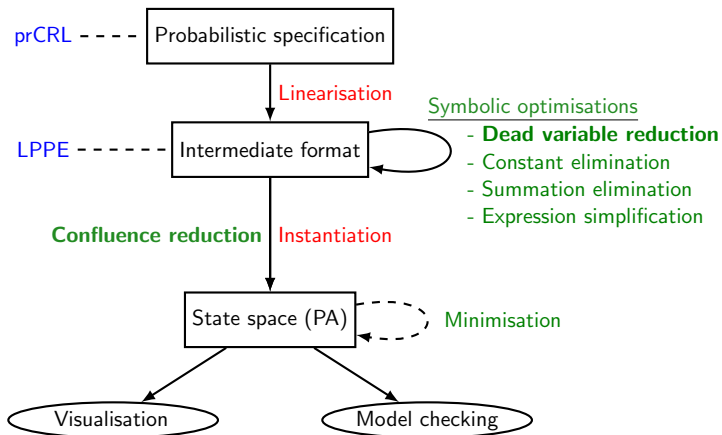 prCRL
Probabilistic specification
Linearisation
Symbolic optimisations
- Dead variable reduction
- Constant elimination
- Summation elimination
- Expression simplification
LPPE
Intermediate format
Confluence reduction
Instantiation
State space (PA)
Minimisation
Visualisation
Model checking